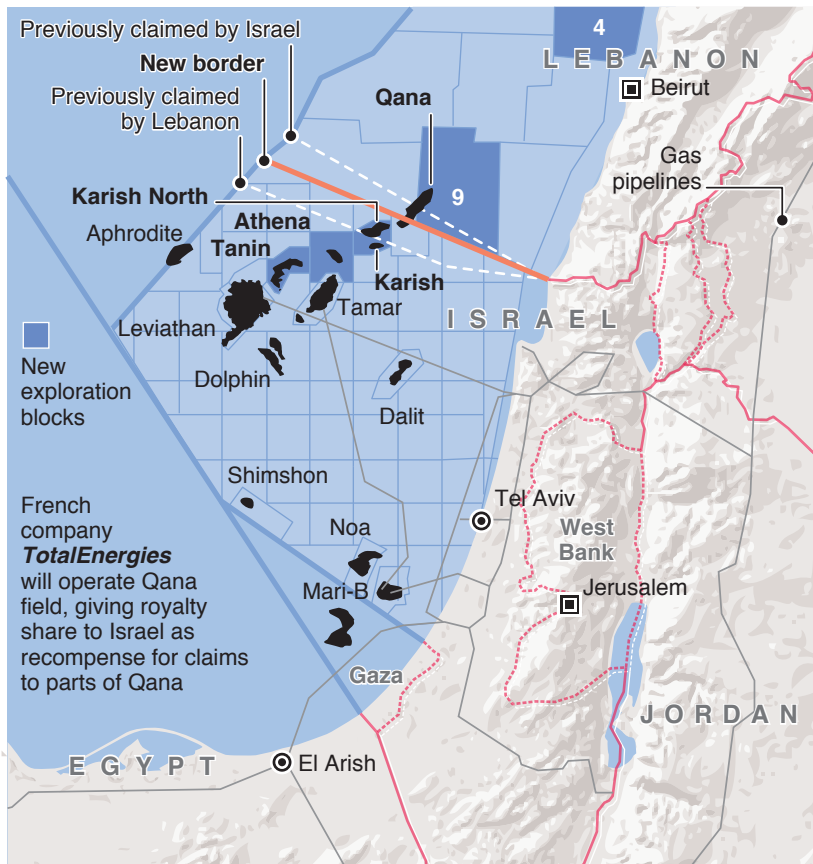 Previously claimed by Israel
New border
Previously claimed
by Lebanon
4
LEBANON
Beirut
Qana
Gas
pipelines
9
Karish North
Aphrodite
Athena
Tanin
Karish
Tamar
ISRAEL
Leviathan
New
exploration
blocks
Dolphin
Dalit
Shimshon
Tel Aviv
French
company
TotalEnergies
will operate Qana
field, giving royalty
share to Israel as
recompense for claims
to parts of Qana
Noa
West
Bank
Mari-B
Jerusalem
Gaza
JORDAN
EGYPT
El Arish